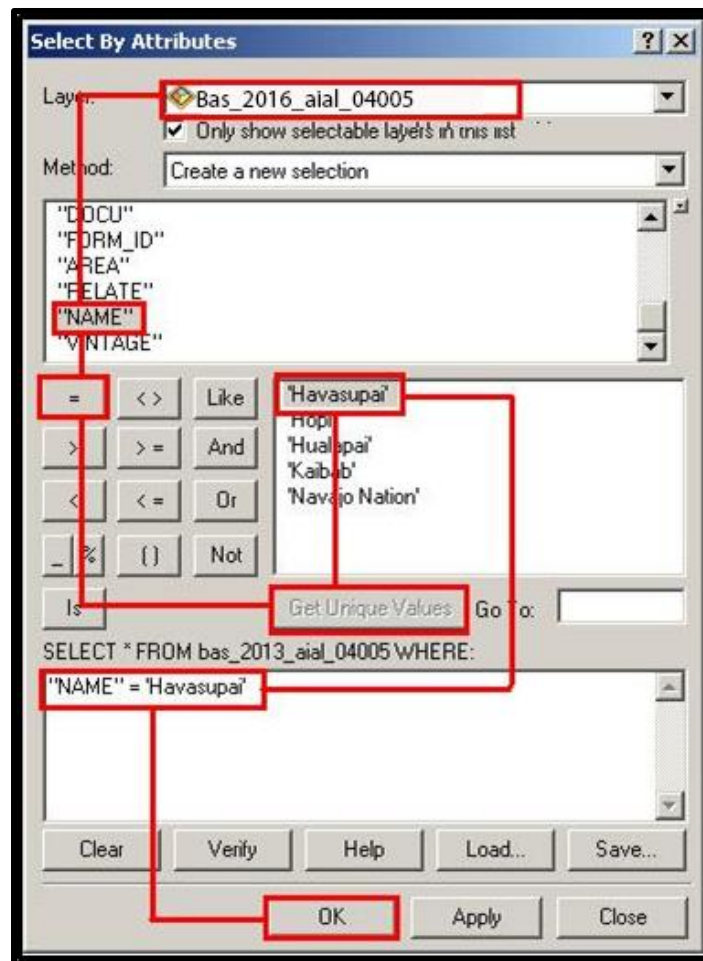 Select By Attributes
Layer: Bas_2016_aial_04005
Only show selectable layers in this list
Method: Create a new selection
"DOCU"
"FORM_ID"
"AREA"
"RELATE"
"NAME"
"VINTAGE"
= <> Like 'Havasupai'
'Hopi'
> >= And 'Hualapai'
'Kaibab'
< <= Or 'Navajo Nation'
_ % () Not
Is Get Unique Values Go To:
SELECT * FROM bas_2013_aial_04005 WHERE:
"NAME" = 'Havasupai'
Clear Verify Help Load... Save...
OK Apply Close